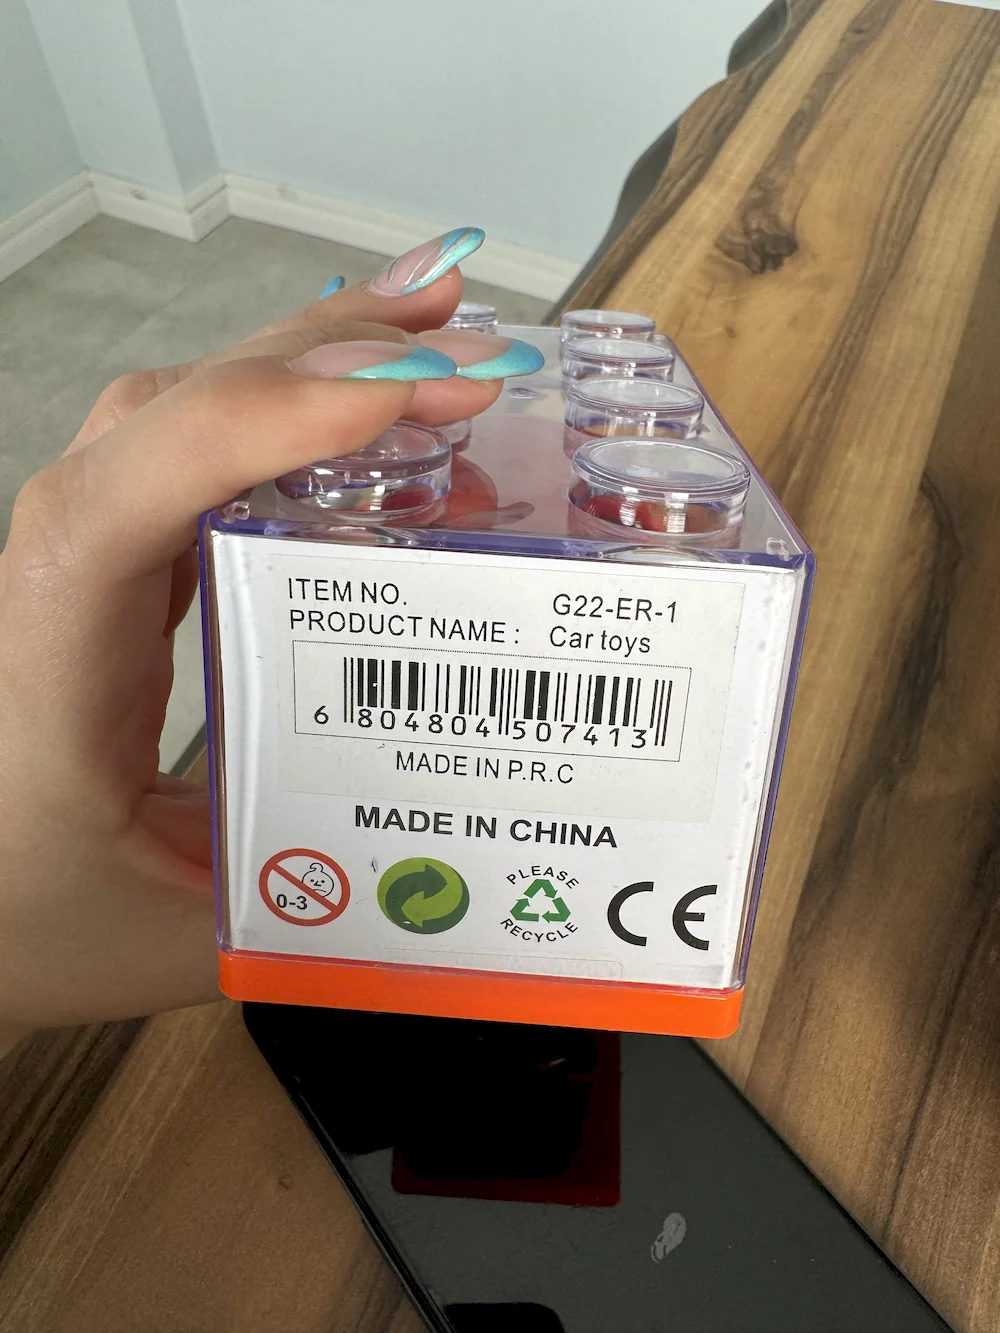 ITEM NO. G22-ER-1
PRODUCT NAME : Car toys
6 804804 507413
MADE IN P.R.C
MADE IN CHINA
0-3
PLEASE
RECYCLE
CE